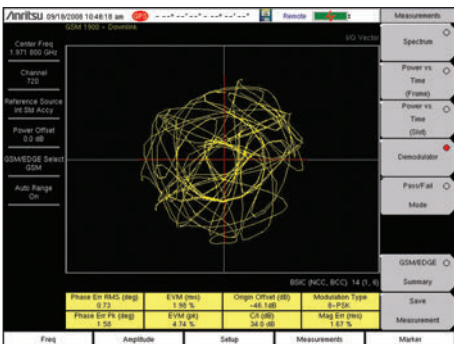 Anritsu 09/18/2008 10:48:18 am GPS Remote Measurements
GSM 1900 - Downlink
I/Q Vector
Center Freq
1.971 800 GHz
Channel
720
Reference Source
Int Std Accy
Power Offset
0.0 dB
GSM/EDGE Select
GSM
Auto Range
On
Spectrum
Power vs.
Time
(Frame)
Power vs.
Time
(Slot)
Demodulator
Pass/Fail
Mode
GSM/EDGE
Summary
Save
Measurement
BSIC (NCC, BCC) 14 (1, 6)
Phase Err RMS (deg) EVM (rms) Origin Offset (dB) Modulation Type
0.73 1.98 % -46.1dB 8-PSK
Phase Err Pk (deg) EVM (pk) C/I (dB) Mag Err (rms)
1.58 4.74 % 34.0 dB 1.67 %
Freq Amplitude Setup Measurements Marker